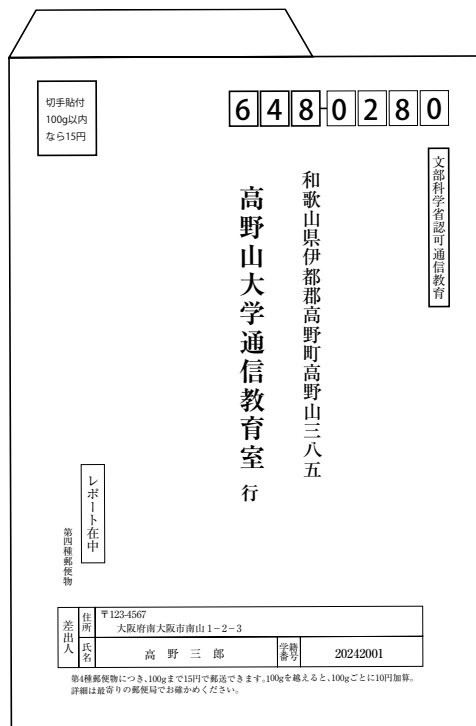 切手貼付
100g以内
なら15円
648-0280
文部科学省認可通信教育
和歌山県伊都郡高野町高野山三八五
高野山大学通信教育室 行
レポート在中
第四種郵便物
差出人
住所
〒123-4567
大阪府南大阪市南山1-2-3
氏名
高野三郎
学籍番号
20242001
第4種郵便物につき、100gまで15円で郵送できます。100gを越えると、100gごとに10円加算。
詳細は最寄りの郵便局でお確かめください。